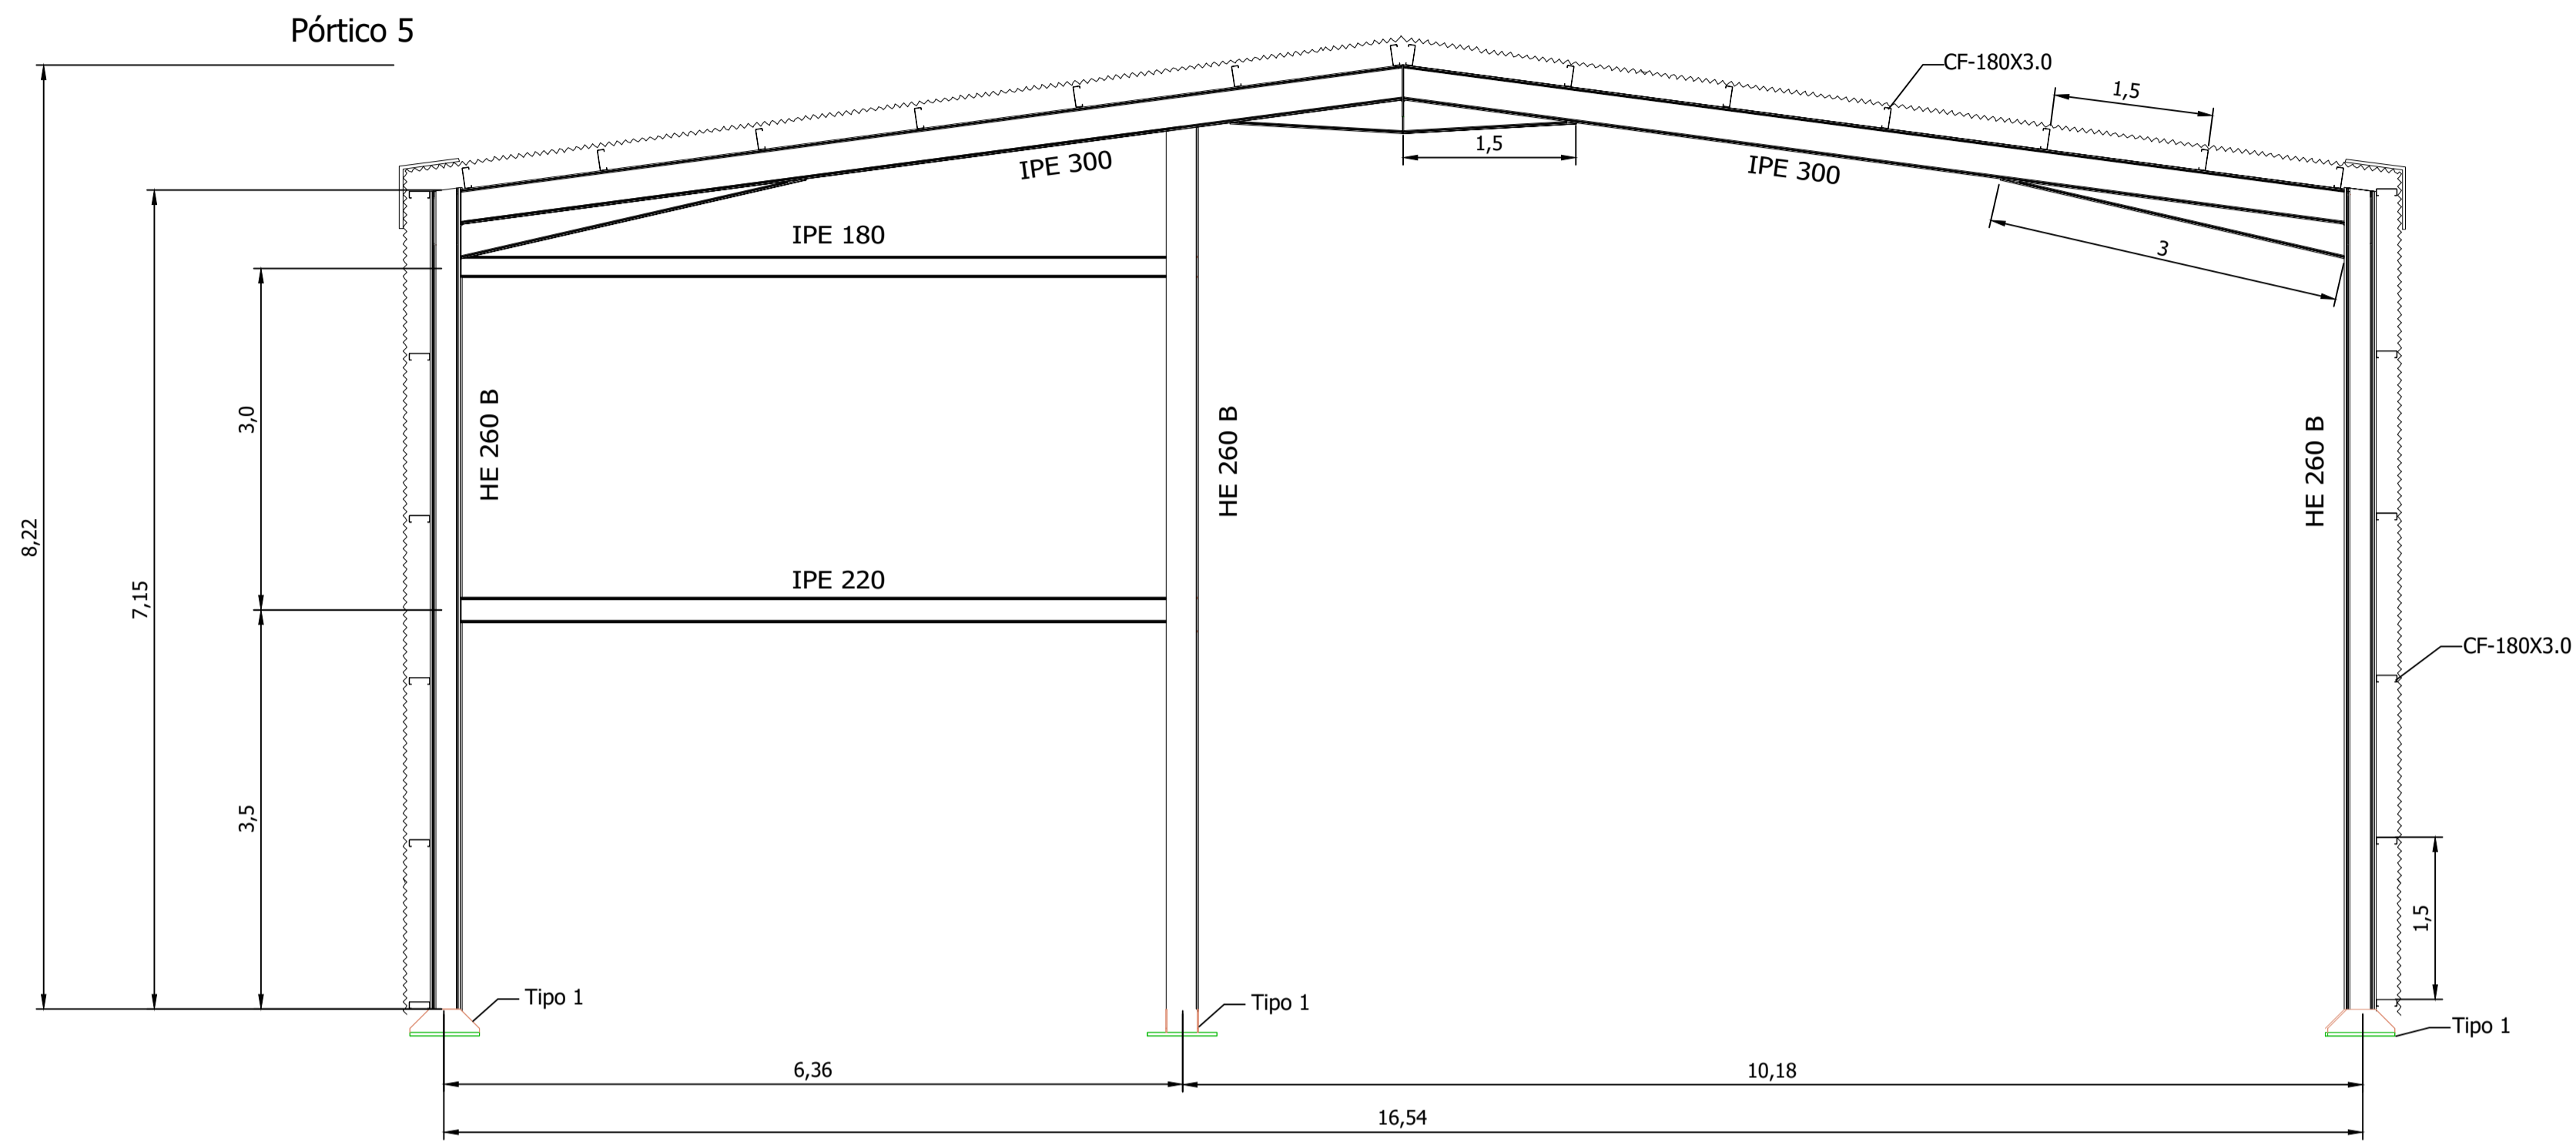 Pórtico 5
CF-180X3.0
1,5
1,5
IPE 300
IPE 300
IPE 180
3
HE 260 B
HE 260 B
HE 260 B
3,0
8,22
7,15
IPE 220
CF-180X3.0
3,5
1,5
Tipo 1
Tipo 1
Tipo 1
6,36
10,18
16,54